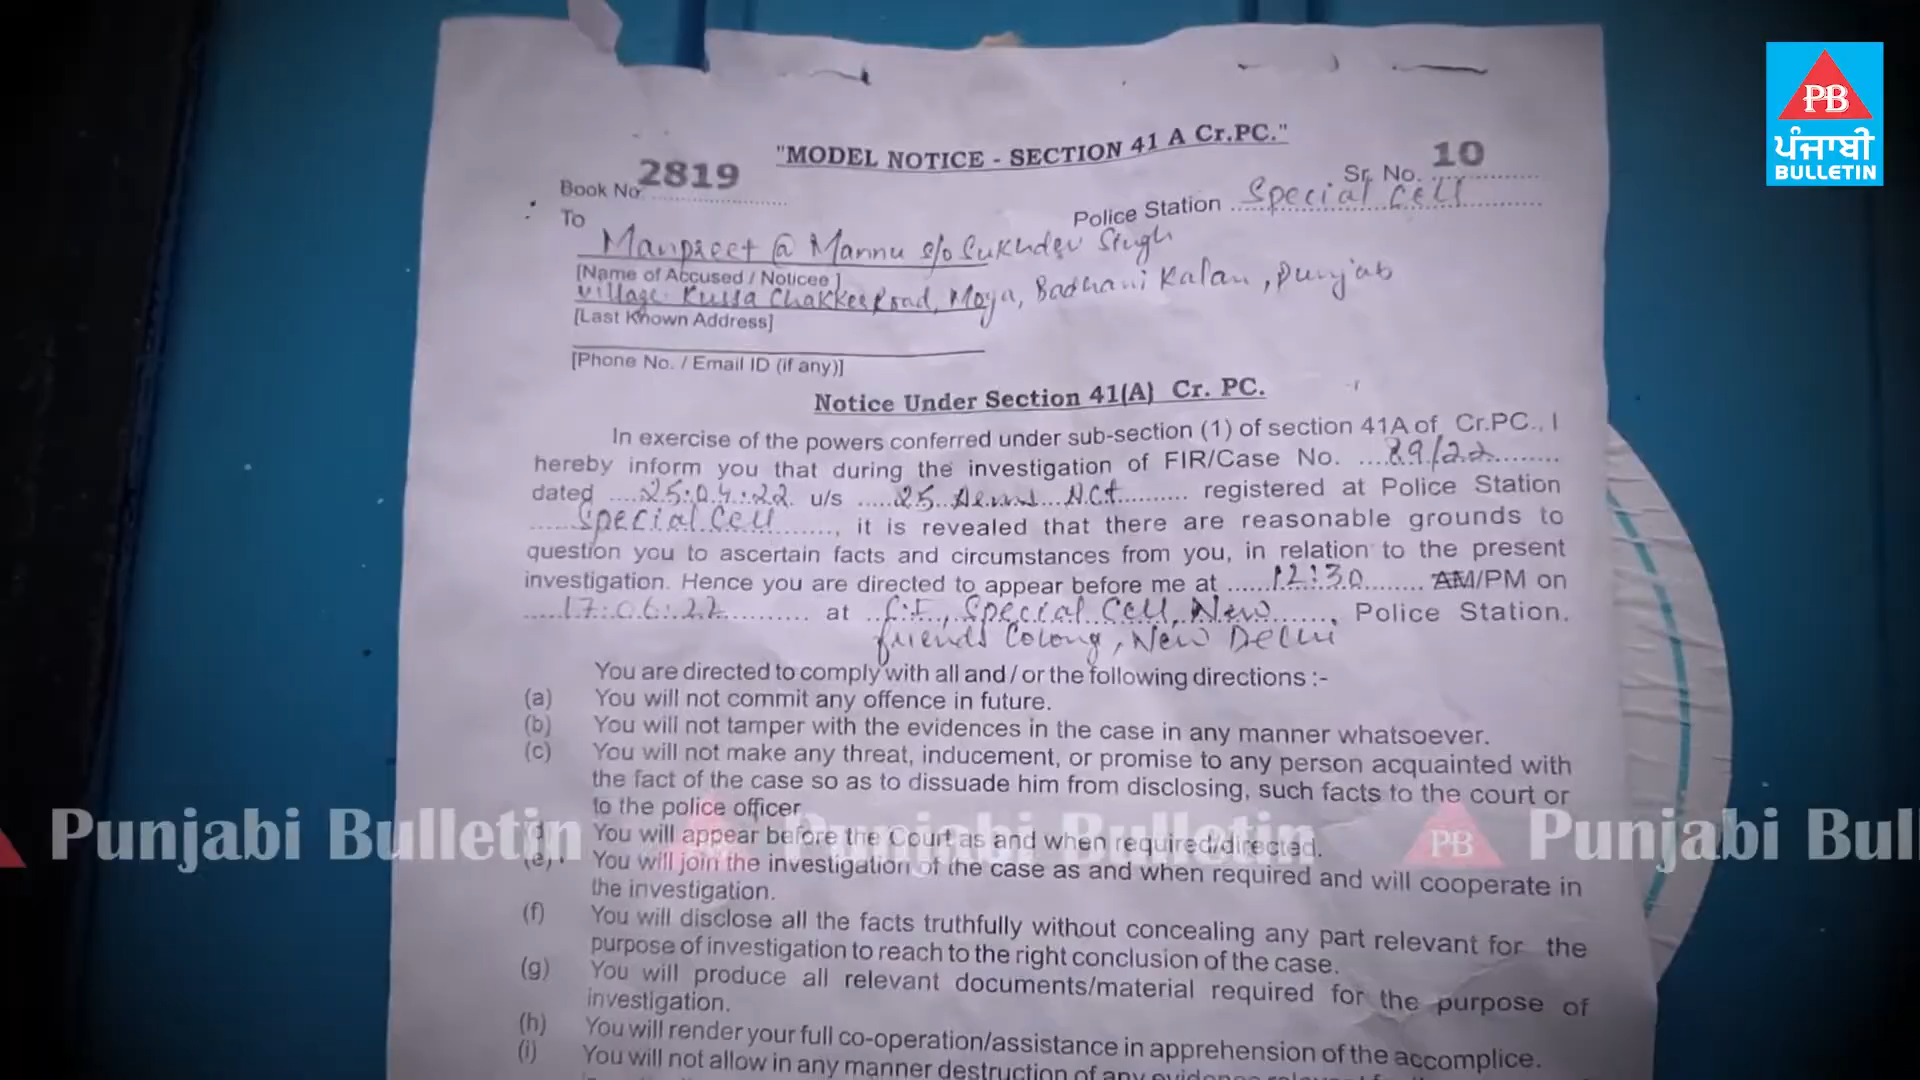 PB
ਪੰਜਾਬੀ
BULLETIN
"MODEL NOTICE - SECTION 41 A Cr.PC."
Book No. 2819
Sr. No. 10
To
Police Station Special Cell
Manpreet @ Mannu s/o Sukhdev Singh
[Name of Accused / Noticee ]
Village Kussa Chakker Road, Moga, Badhani Kalan, Punjab
[Last Known Address]
[Phone No. / Email ID (if any)]
Notice Under Section 41(A) Cr. PC.
In exercise of the powers conferred under sub-section (1) of section 41A of Cr.PC., I
hereby inform you that during the investigation of FIR/Case No. 89/22
dated 25.04.22 u/s 25 Arms Act registered at Police Station
Special Cell, it is revealed that there are reasonable grounds to
question you to ascertain facts and circumstances from you, in relation to the present
investigation. Hence you are directed to appear before me at 12:30 AM/PM on
17.06.22 at Special Cell, New Police Station.
friends Colony, New Delhi
You are directed to comply with all and / or the following directions :-
(a) You will not commit any offence in future.
(b) You will not tamper with the evidences in the case in any manner whatsoever.
(c) You will not make any threat, inducement, or promise to any person acquainted with
the fact of the case so as to dissuade him from disclosing, such facts to the court or
to the police officer.
(d) You will appear before the Court as and when required/directed.
(e) You will join the investigation of the case as and when required and will cooperate in
the investigation.
(f) You will disclose all the facts truthfully without concealing any part relevant for the
purpose of investigation to reach to the right conclusion of the case.
(g) You will produce all relevant documents/material required for the purpose of
investigation.
(h) You will render your full co-operation/assistance in apprehension of the accomplice.
(i) You will not allow in any manner destruction of any evidence
Punjabi Bulletin Punjabi Bulletin PB Punjabi Bull